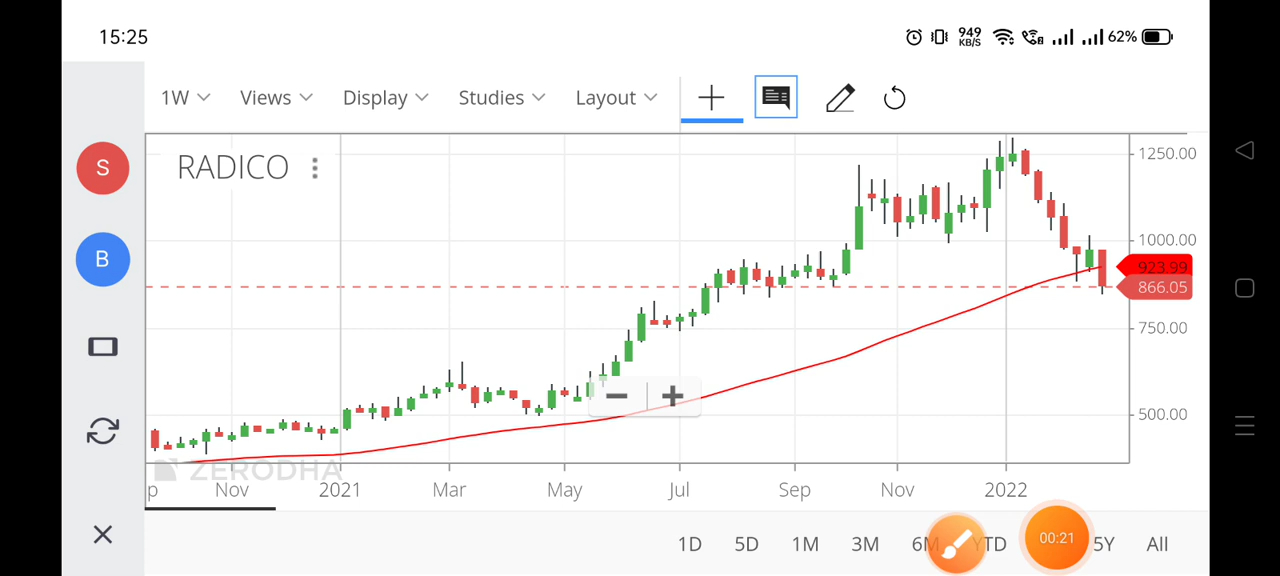 15:25 949 KB/S 62%
1W Views Display Studies Layout
S
RADICO
1250.00
1000.00
B
923.99
866.05
750.00
500.00
ZERODHA
p Nov 2021 Mar May Jul Sep Nov 2022
1D 5D 1M 3M 6M YTD 00:21 5Y All